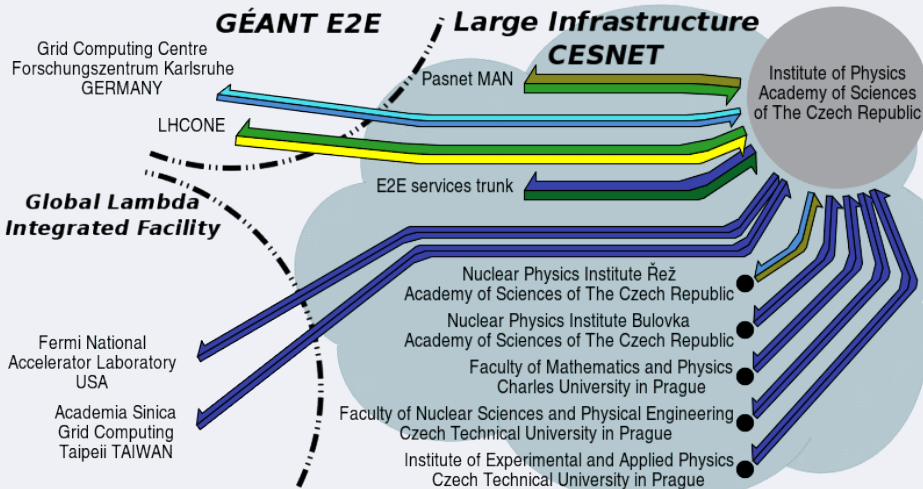 GÉANT E2E
Large Infrastructure
CESNET
Grid Computing Centre
Forschungszentrum Karlsruhe
GERMANY
Pasnet MAN
Institute of Physics
Academy of Sciences
of The Czech Republic
LHCONE
E2E services trunk
Global Lambda
Integrated Facility
Nuclear Physics Institute Řež
Academy of Sciences of The Czech Republic
Nuclear Physics Institute Bulovka
Academy of Sciences of The Czech Republic
Fermi National
Accelerator Laboratory
USA
Faculty of Mathematics and Physics
Charles University in Prague
Academia Sinica
Grid Computing
Taipeii TAIWAN
Faculty of Nuclear Sciences and Physical Engineering
Czech Technical University in Prague
Institute of Experimental and Applied Physics
Czech Technical University in Prague